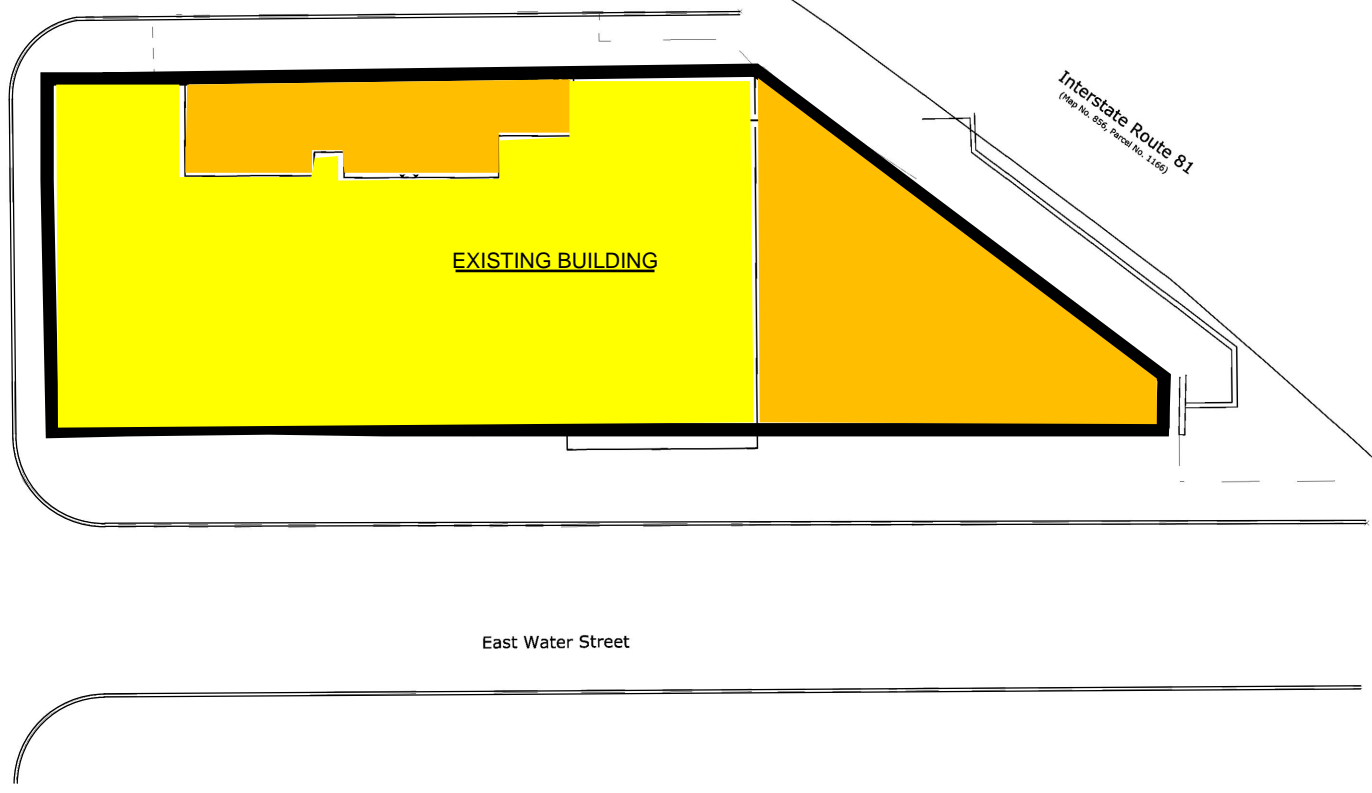 Interstate Route 81
(Map No. 856, Parcel No. 1166)
EXISTING BUILDING
East Water Street